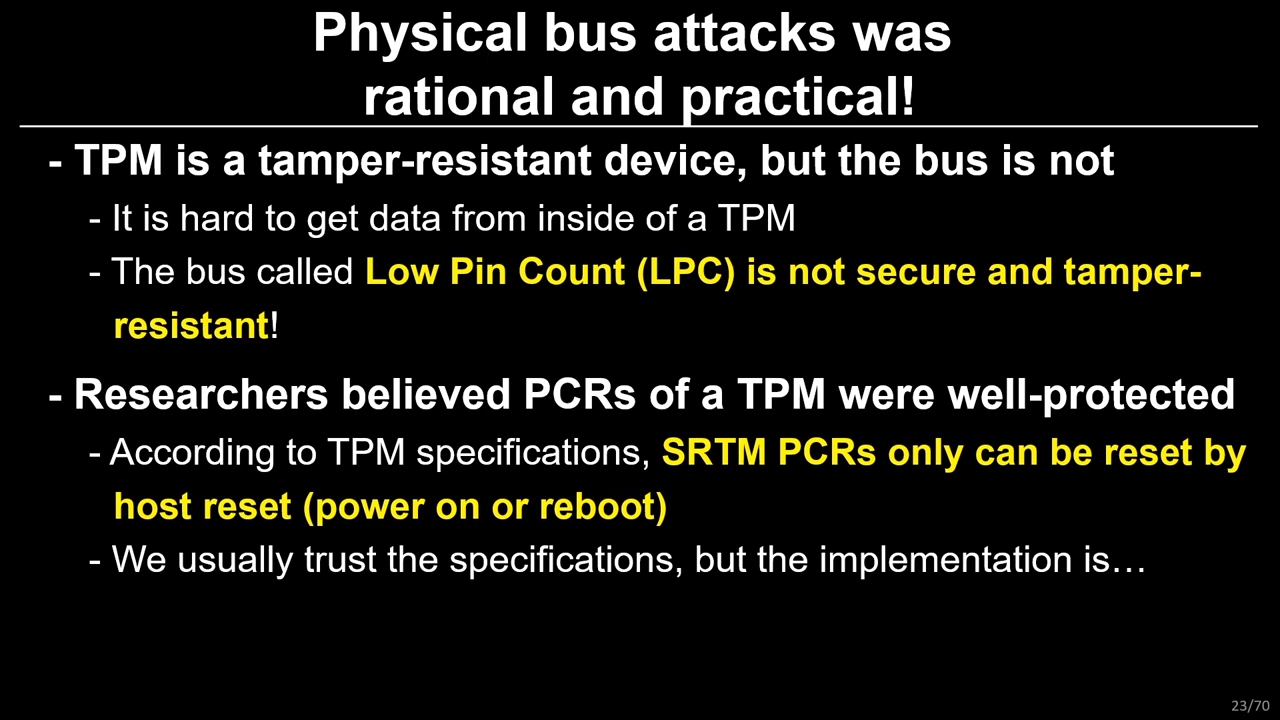 Physical bus attacks was
rational and practical!
- TPM is a tamper-resistant device, but the bus is not
- It is hard to get data from inside of a TPM
- The bus called Low Pin Count (LPC) is not secure and tamper-
resistant!
- Researchers believed PCRs of a TPM were well-protected
- According to TPM specifications, SRTM PCRs only can be reset by
host reset (power on or reboot)
- We usually trust the specifications, but the implementation is…
23/70